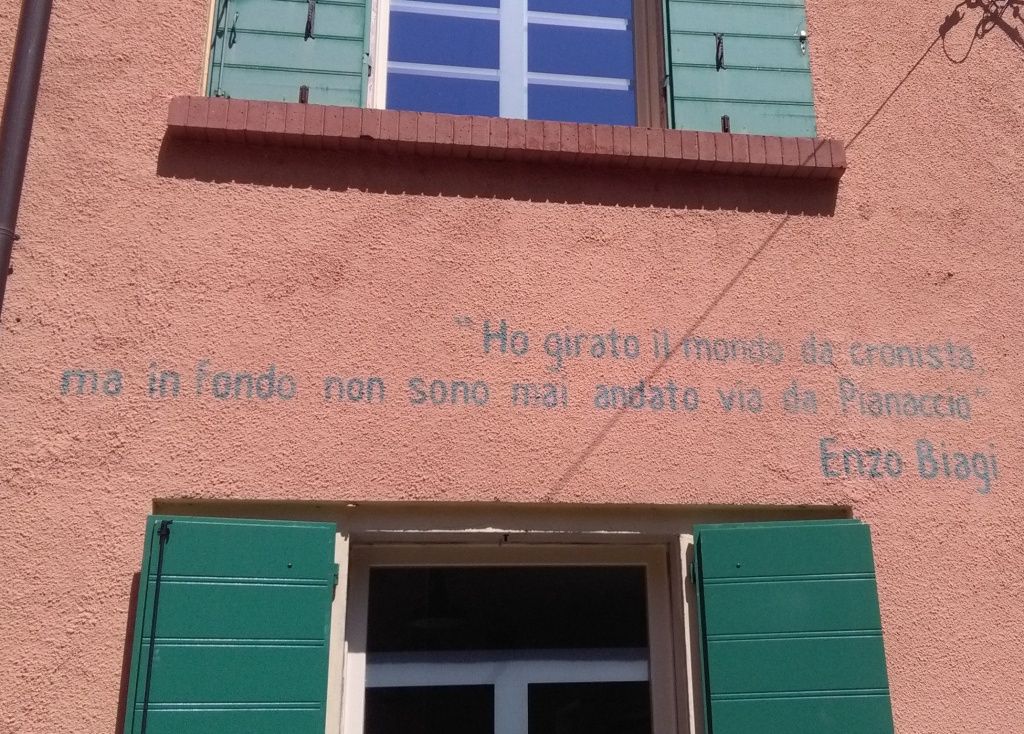 "Ho girato il mondo da cronista,
ma in fondo non sono mai andato via da Pianaccio"
Enzo Biagi